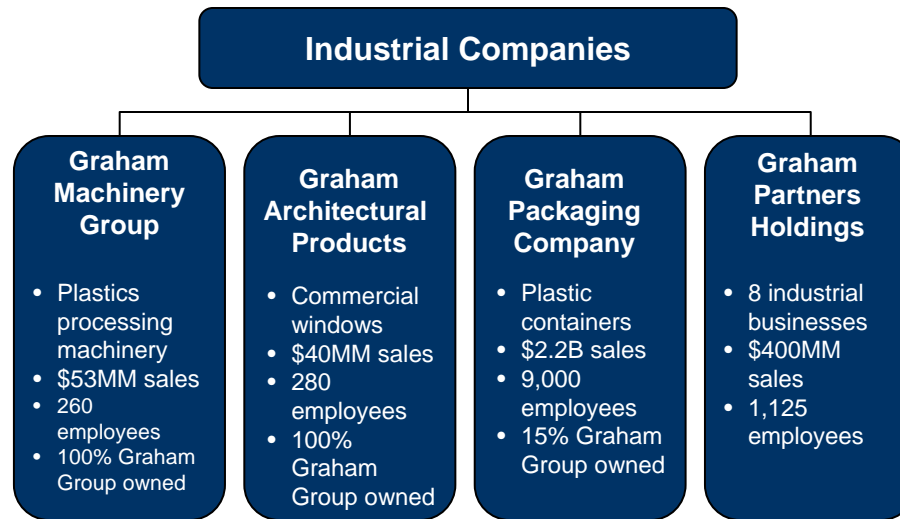 Industrial Companies
Graham
Machinery
Group
• Plastics
processing
machinery
• $53MM sales
• 260
employees
• 100% Graham
Group owned
Graham
Architectural
Products
• Commercial
windows
• $40MM sales
• 280
employees
• 100%
Graham
Group owned
Graham
Packaging
Company
• Plastic
containers
• $2.2B sales
• 9,000
employees
• 15% Graham
Group owned
Graham
Partners
Holdings
• 8 industrial
businesses
• $400MM
sales
• 1,125
employees